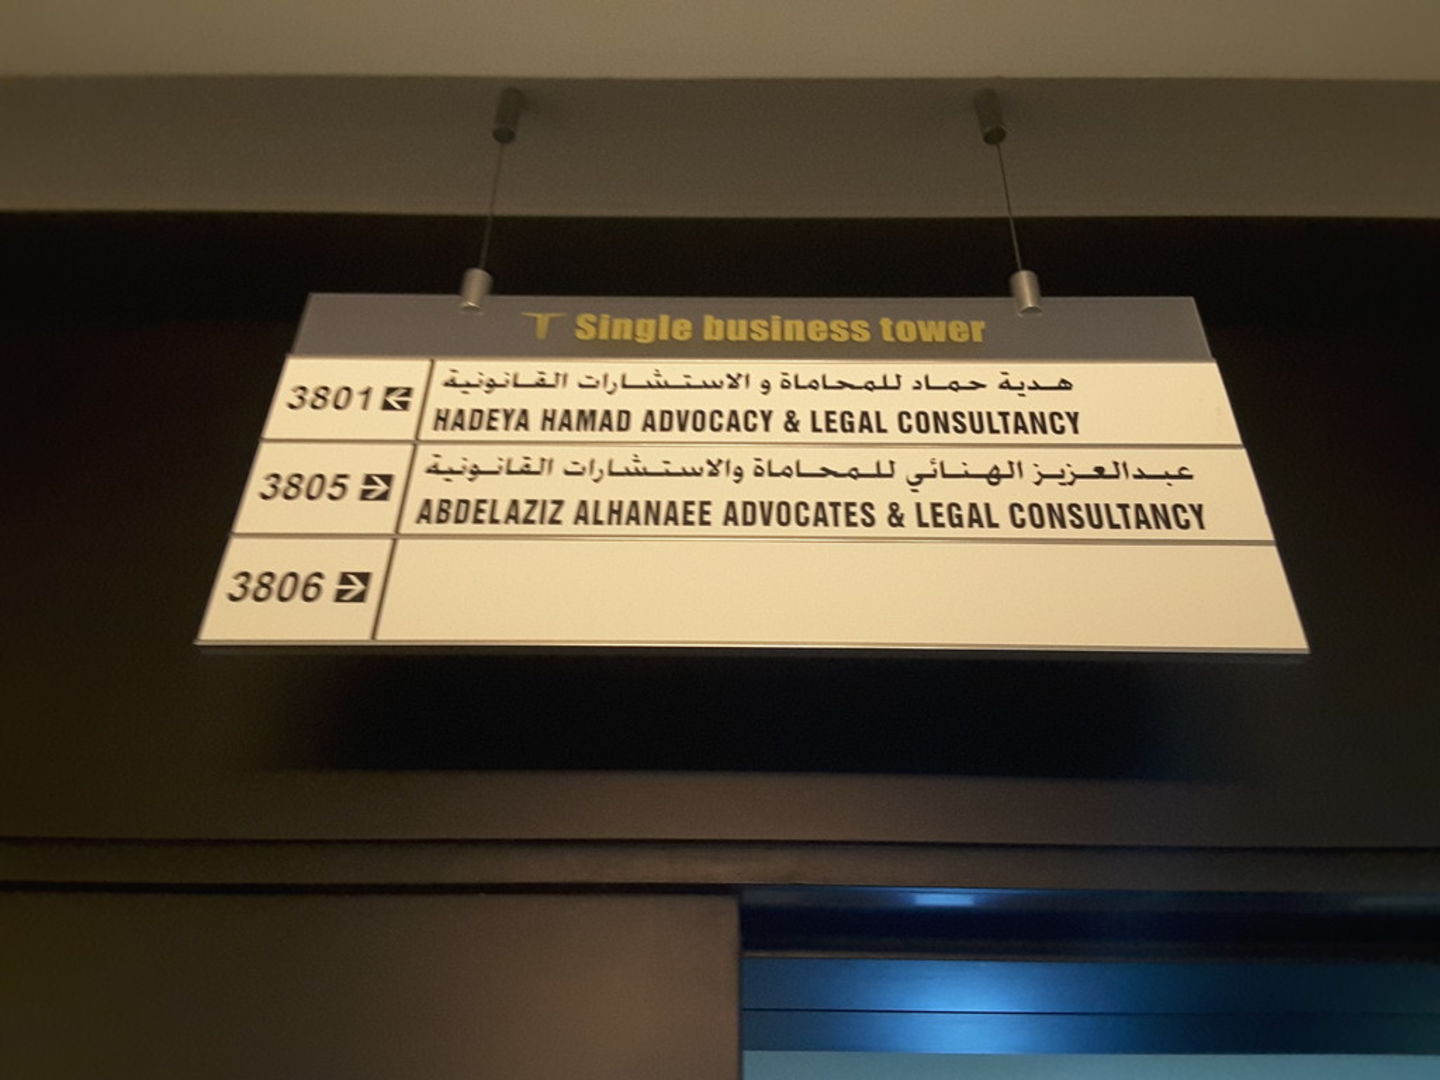 Single business tower
3801
هدية حماد للمحاماة و الاستشارات القانونية
HADEYA HAMAD ADVOCACY & LEGAL CONSULTANCY
3805
عبدالعزيز الهنائي للمحاماة والاستشارات القانونية
ABDELAZIZ ALHANAEE ADVOCATES & LEGAL CONSULTANCY
3806